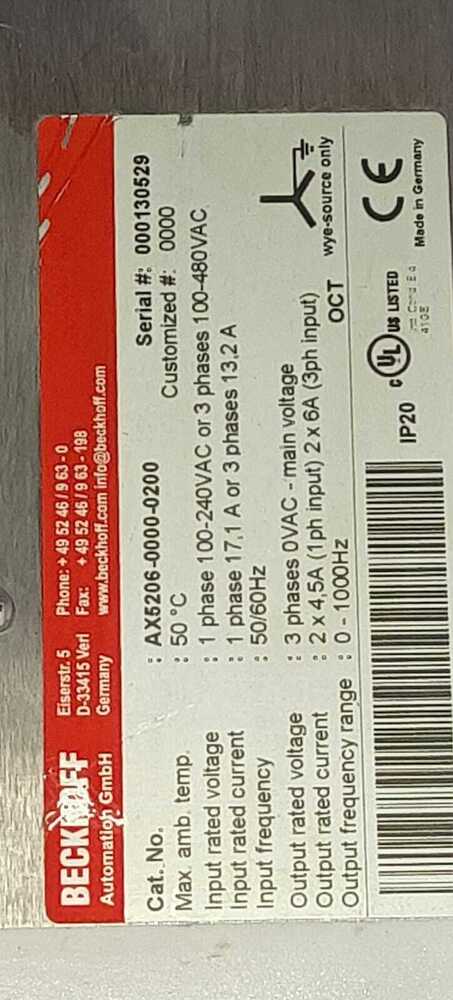 BECKHOFF
Automation GmbH
Eiserstr. 5
D-33415 Verl
Germany
Phone: + 49 52 46 / 9 63 - 0
Fax: + 49 52 46 / 9 63 -198
www.beckhoff.com info@beckhoff.com
Cat. No. : AX5206-0000-0200 Serial #: 000130529
Max. amb. temp. : 50 °C Customized #: 0000
Input rated voltage : 1 phase 100-240VAC or 3 phases 100-480VAC
Input rated current : 1 phase 17,1 A or 3 phases 13,2 A
Input frequency : 50/60Hz
Output rated voltage : 3 phases 0VAC - main voltage
Output rated current : 2 x 4,5A (1ph input) 2 x 6A (3ph input)
Output frequency range : 0 - 1000Hz OCT
wye-source only
IP20
c UL US LISTED
CE
Made in Germany